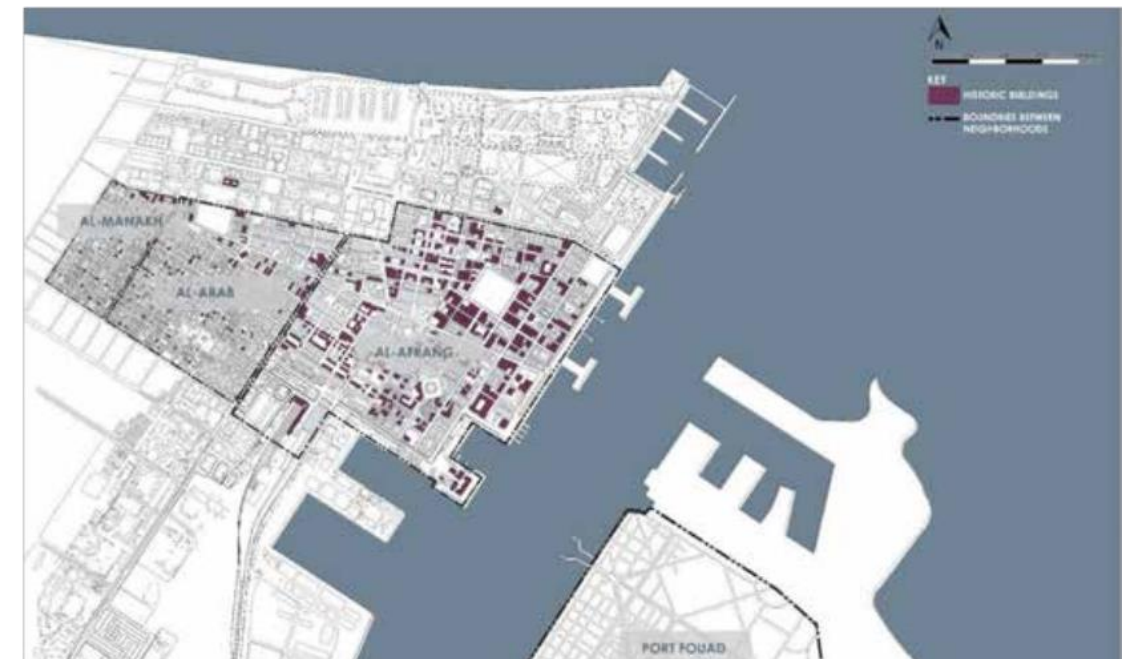 N
KEY
HISTORIC BUILDINGS
BOUNDRIES BETWEEN
NEIGHBORHOODS
AL-MANAKH
AL-ARAB
AL-AFRANG
PORT FOUAD